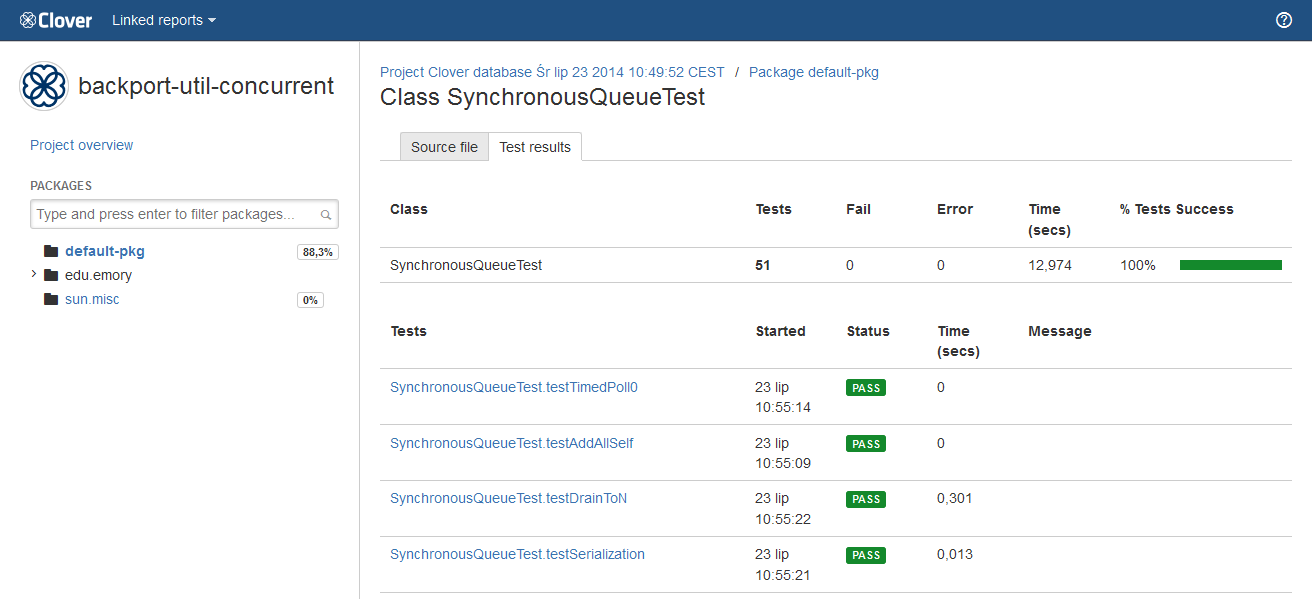 Clover Linked reports
backport-util-concurrent
Project overview
PACKAGES
Type and press enter to filter packages...
default-pkg 88,3%
edu.emory
sun.misc 0%
Project Clover database Śr lip 23 2014 10:49:52 CEST / Package default-pkg
Class SynchronousQueueTest
Source file Test results
Class Tests Fail Error Time % Tests Success
(secs)
SynchronousQueueTest 51 0 0 12,974 100%
Tests Started Status Time Message
(secs)
SynchronousQueueTest.testTimedPoll0 23 lip PASS 0
10:55:14
SynchronousQueueTest.testAddAllSelf 23 lip PASS 0
10:55:09
SynchronousQueueTest.testDrainToN 23 lip PASS 0,301
10:55:22
SynchronousQueueTest.testSerialization 23 lip PASS 0,013
10:55:21